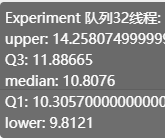 Experiment 队列32线程:
upper: 14.258074999999
Q3: 11.88665
median: 10.8076
Q1: 10.30570000000000
lower: 9.8121